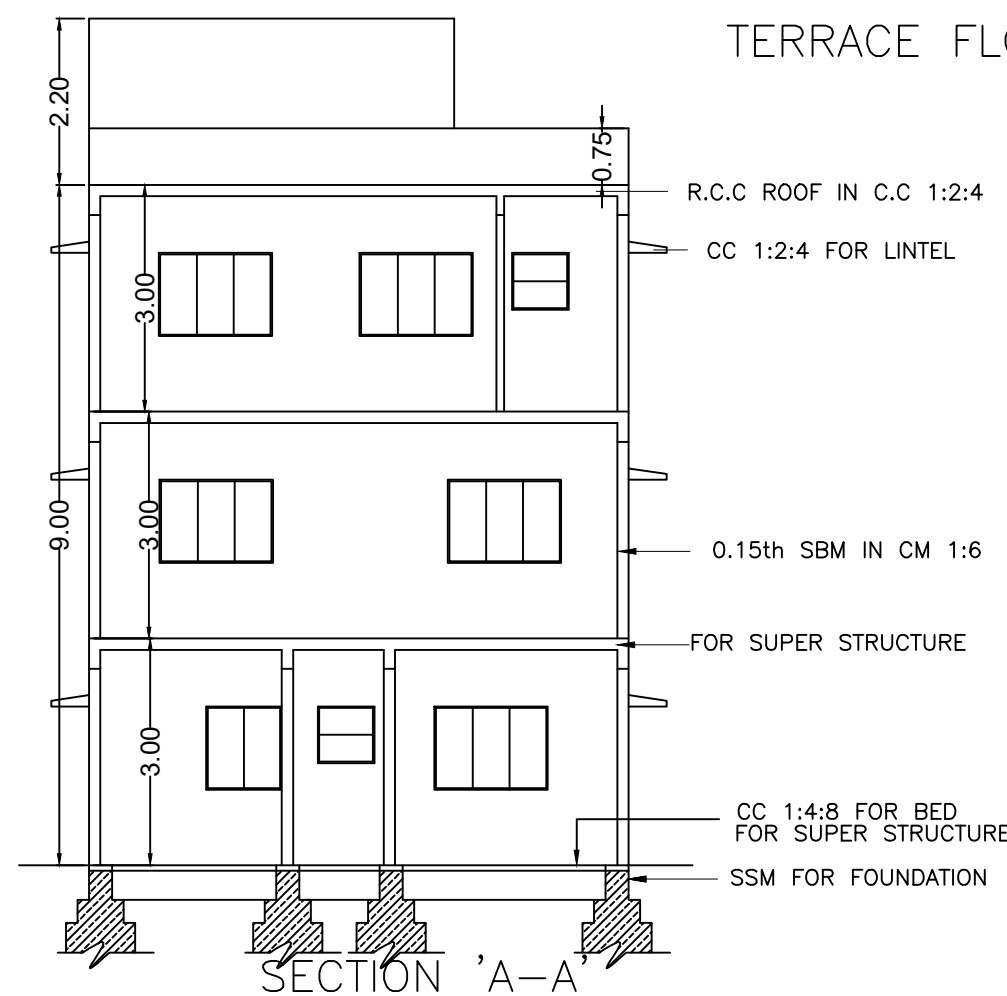 TERRACE FLO
2.20
0.75
R.C.C ROOF IN C.C 1:2:4
CC 1:2:4 FOR LINTEL
3.00
9.00
3.00
0.15th SBM IN CM 1:6
FOR SUPER STRUCTURE
3.00
CC 1:4:8 FOR BED
FOR SUPER STRUCTURE
SSM FOR FOUNDATION
SECTION 'A-A'